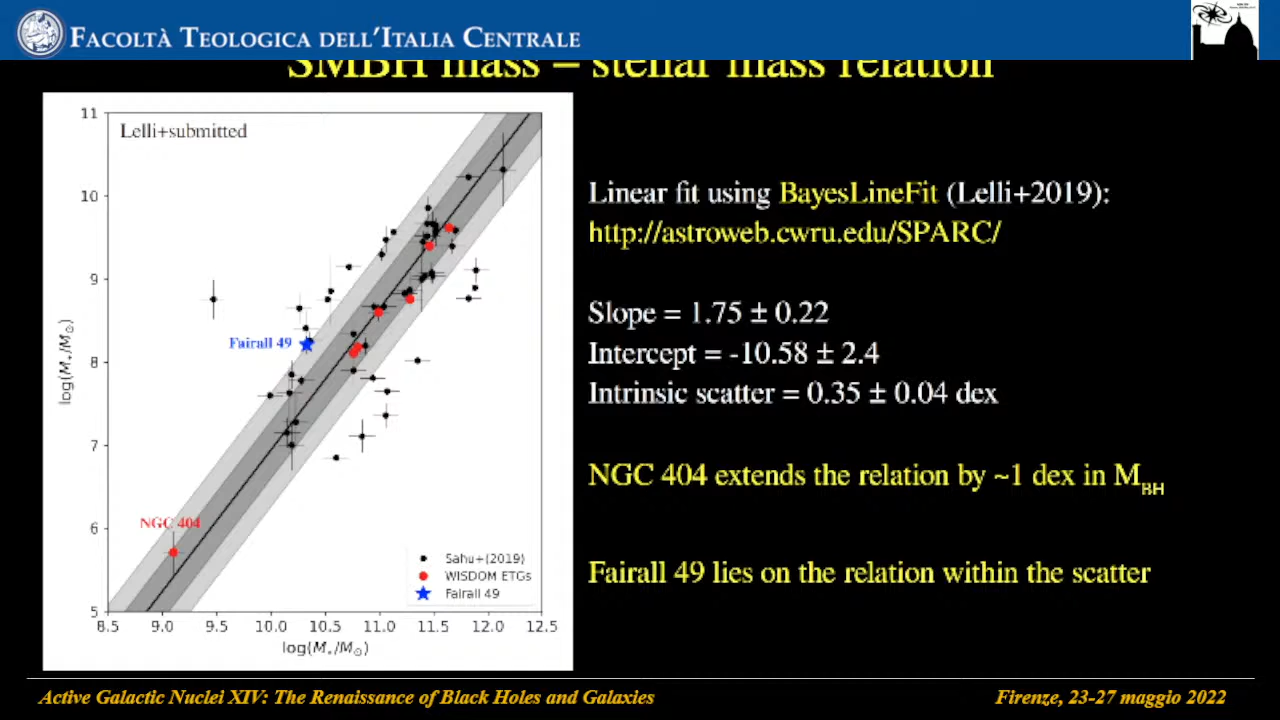 FACOLTÀ TEOLOGICA DELL'ITALIA CENTRALE
SMBH mass – stellar mass relation
Lelli+submitted
11
10
9
8
7
6
5
log(M•/M☉)
Fairall 49
NGC 404
Sahu+(2019)
WISDOM ETGs
Fairall 49
8.5 9.0 9.5 10.0 10.5 11.0 11.5 12.0 12.5
log(M⋆/M☉)
Linear fit using BayesLineFit (Lelli+2019):
http://astroweb.cwru.edu/SPARC/
Slope = 1.75 ± 0.22
Intercept = -10.58 ± 2.4
Intrinsic scatter = 0.35 ± 0.04 dex
NGC 404 extends the relation by ~1 dex in MBH
Fairall 49 lies on the relation within the scatter
Active Galactic Nuclei XIV: The Renaissance of Black Holes and Galaxies
Firenze, 23-27 maggio 2022